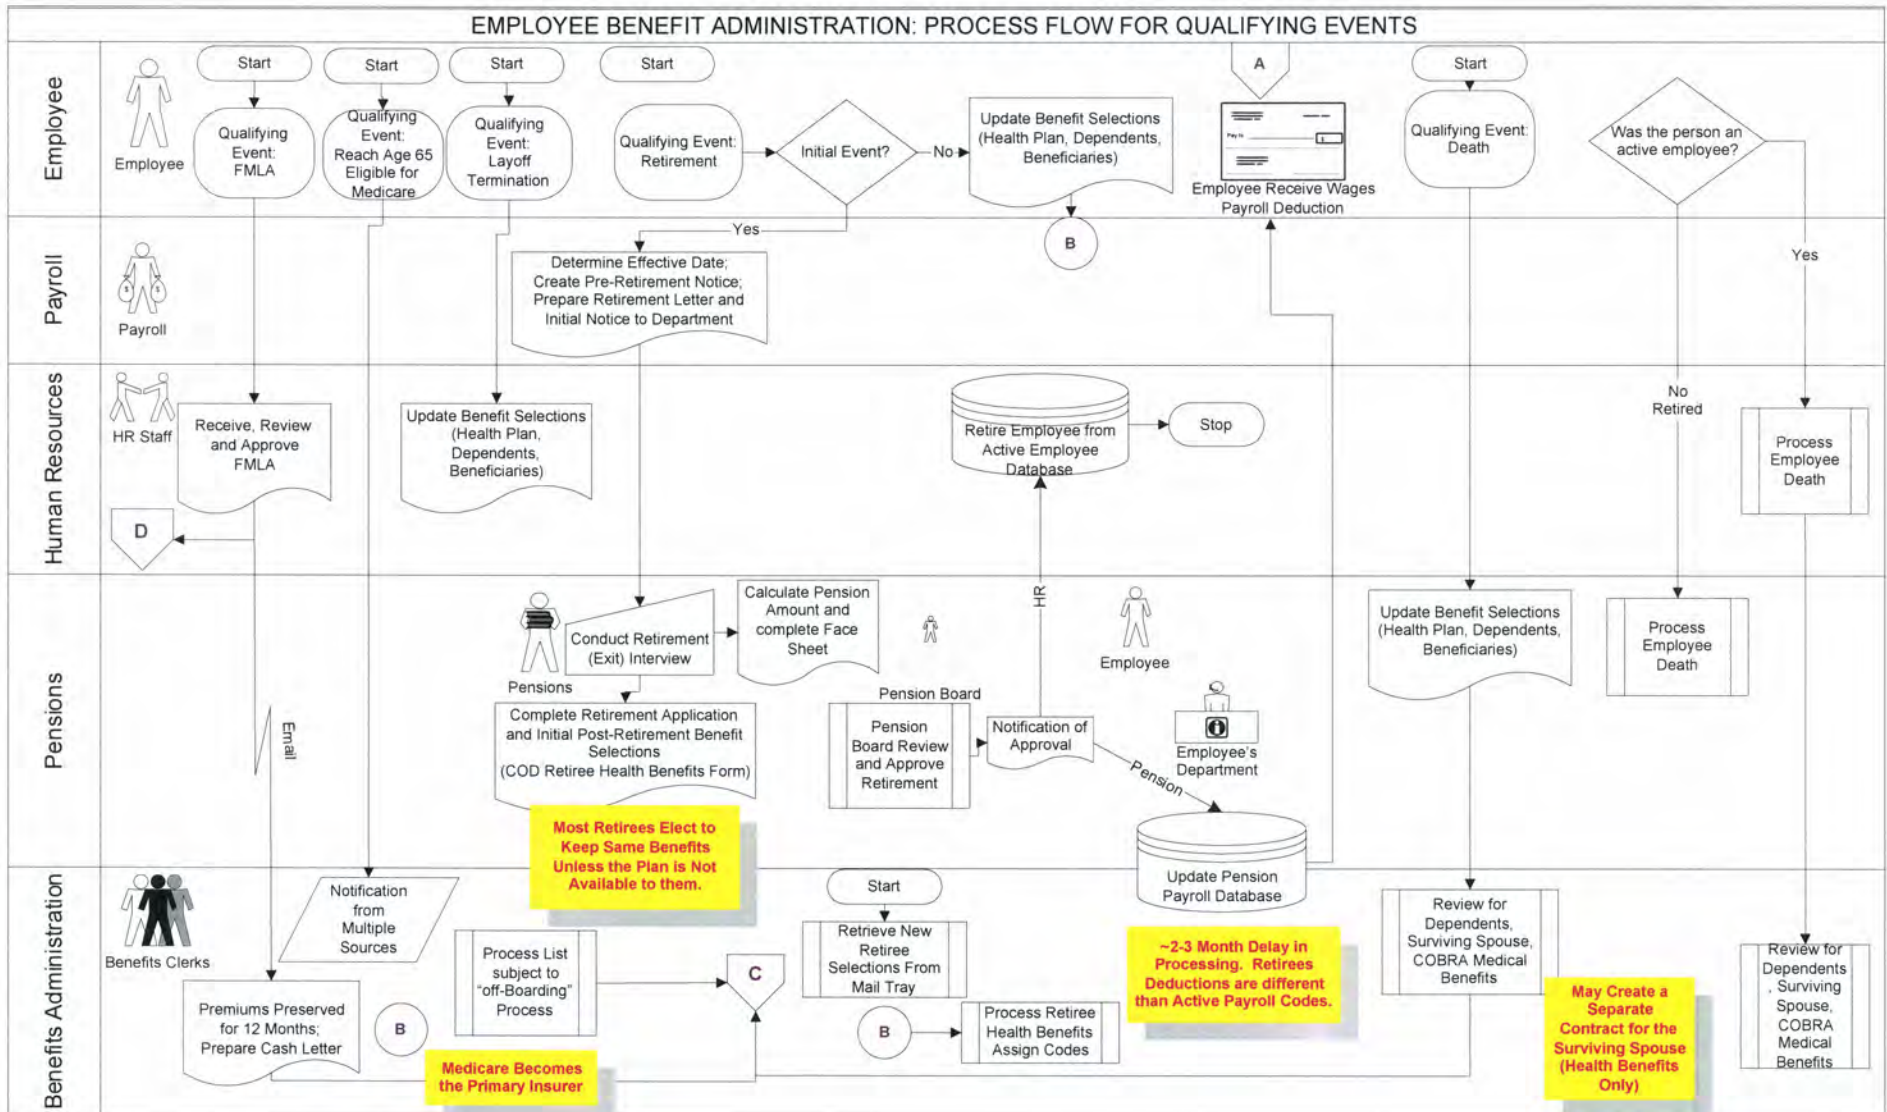 EMPLOYEE BENEFIT ADMINISTRATION: PROCESS FLOW FOR QUALIFYING EVENTS
Employee
Employee
Start
Qualifying
Event:
FMLA
Start
Qualifying
Event:
Reach Age 65
Eligible for
Medicare
Start
Qualifying
Event:
Layoff
Termination
Start
Qualifying Event:
Retirement
Initial Event?
No
Update Benefit Selections
(Health Plan, Dependents,
Beneficiaries)
A
Pay to
$
Employee Receive Wages
Payroll Deduction
Start
Qualifying Event:
Death
Was the person an
active employee?
Payroll
$ $
Payroll
Yes
Determine Effective Date;
Create Pre-Retirement Notice;
Prepare Retirement Letter and
Initial Notice to Department
B
Yes
Human Resources
HR Staff
Receive, Review
and Approve
FMLA
D
Update Benefit Selections
(Health Plan,
Dependents,
Beneficiaries)
Retire Employee from
Active Employee
Database
Stop
No
Retired
Process
Employee
Death
Pensions
Email
Pensions
Conduct Retirement
(Exit) Interview
Calculate Pension
Amount and
complete Face
Sheet
Complete Retirement Application
and Initial Post-Retirement Benefit
Selections
(COD Retiree Health Benefits Form)
Most Retirees Elect to
Keep Same Benefits
Unless the Plan is Not
Available to them.
Pension Board
Pension
Board Review
and Approve
Retirement
HR
Notification of
Approval
Pension
Employee
Employee's
Department
Update Pension
Payroll Database
Update Benefit Selections
(Health Plan, Dependents,
Beneficiaries)
Process
Employee
Death
Benefits Administration
Benefits Clerks
Notification
from
Multiple
Sources
Premiums Preserved
for 12 Months;
Prepare Cash Letter
B
Process List
subject to
“off-Boarding”
Process
Medicare Becomes
the Primary Insurer
C
Start
Retrieve New
Retiree
Selections From
Mail Tray
B
Process Retiree
Health Benefits
Assign Codes
~2-3 Month Delay in
Processing. Retirees
Deductions are different
than Active Payroll Codes.
Review for
Dependents,
Surviving Spouse,
COBRA Medical
Benefits
May Create a
Separate
Contract for the
Surviving Spouse
(Health Benefits
Only)
Review for
Dependents
, Surviving
Spouse,
COBRA
Medical
Benefits